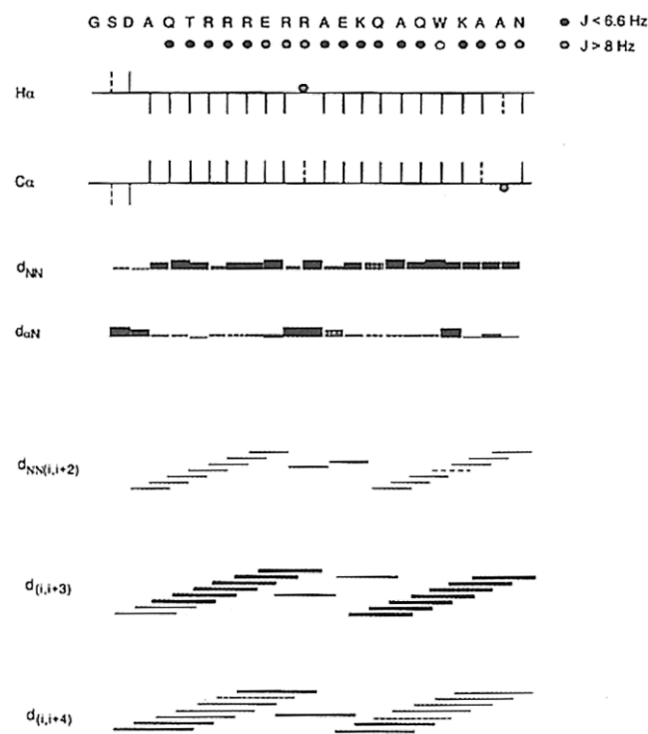 G S D A Q T R R R E R R A E K Q A Q W K A A N
J < 6.6 Hz
J > 8 Hz
Hα
Cα
dNN
dαN
dNN(i,i+2)
d(i,i+3)
d(i,i+4)